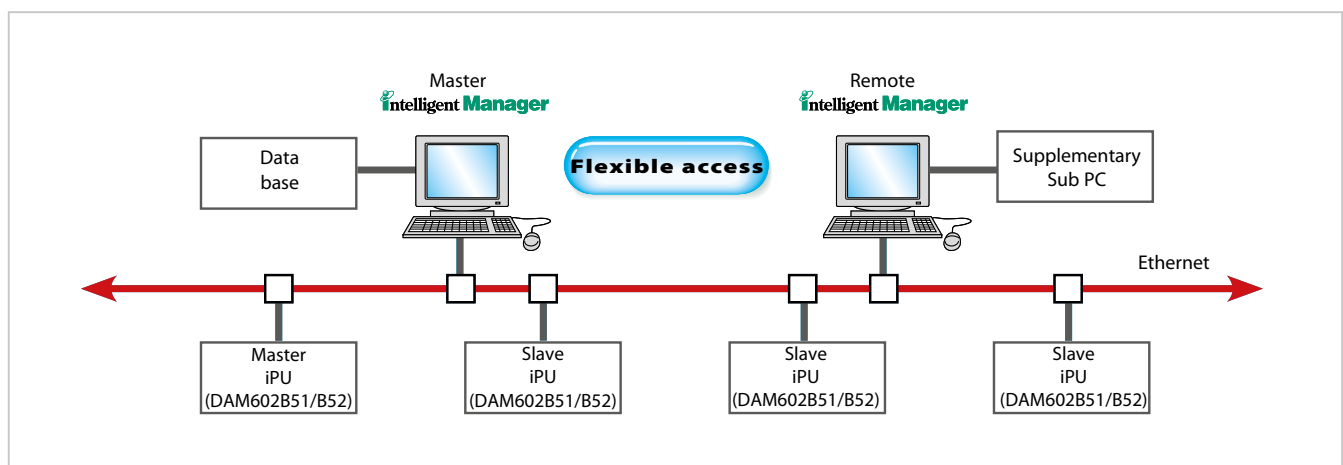 Master
intelligent Manager
Remote
intelligent Manager
Data
base
Flexible access
Supplementary
Sub PC
Ethernet
Master
iPU
(DAM602B51/B52)
Slave
iPU
(DAM602B51/B52)
Slave
iPU
(DAM602B51/B52)
Slave
iPU
(DAM602B51/B52)